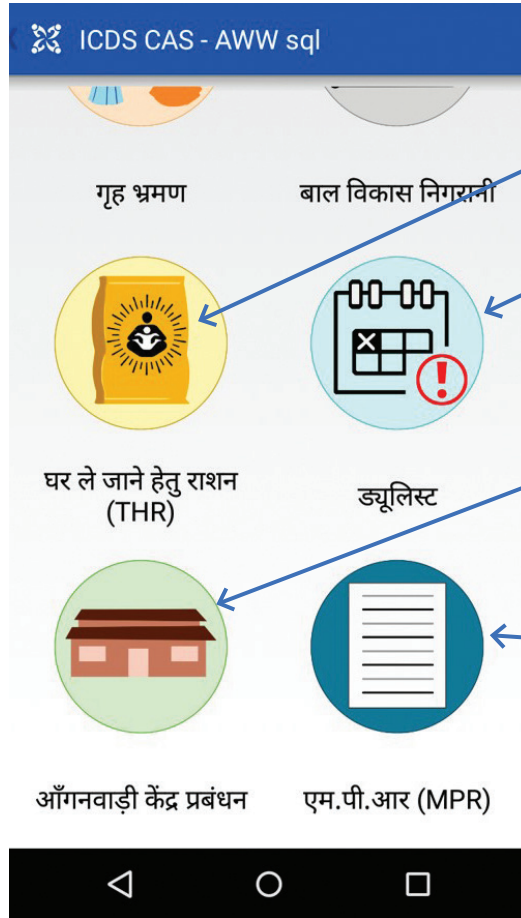 ICDS CAS - AWW sql
गृह भ्रमण
बाल विकास निगरानी
घर ले जाने हेतु राशन
(THR)
ड्यूलिस्ट
आँगनवाड़ी केंद्र प्रबंधन
एम.पी.आर (MPR)